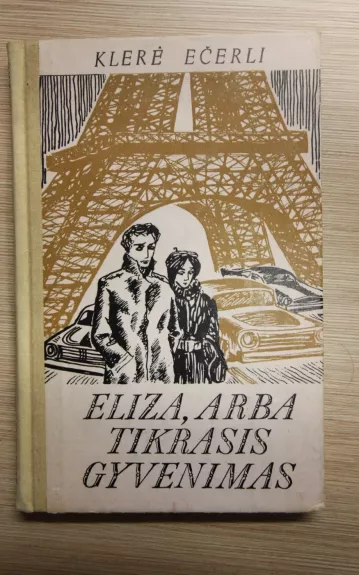 KLERĖ EČERLI
ELIZA, ARBA
TIKRASIS
GYVENIMAS